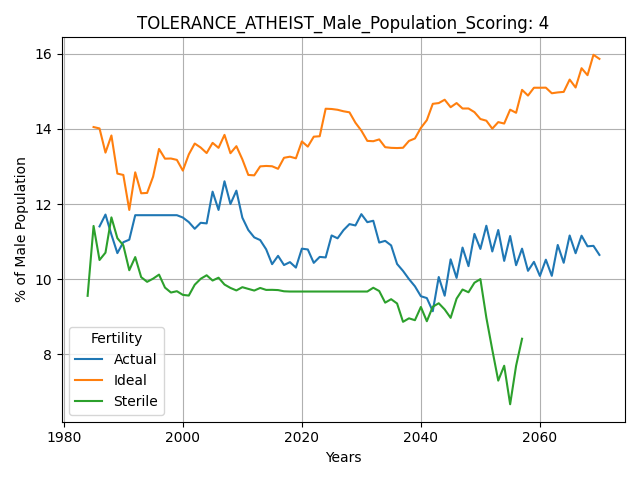 TOLERANCE_ATHEIST_Male_Population_Scoring: 4
% of Male Population
16
14
12
10
8
Fertility
Actual
Ideal
Sterile
1980
2000
2020
2040
2060
Years